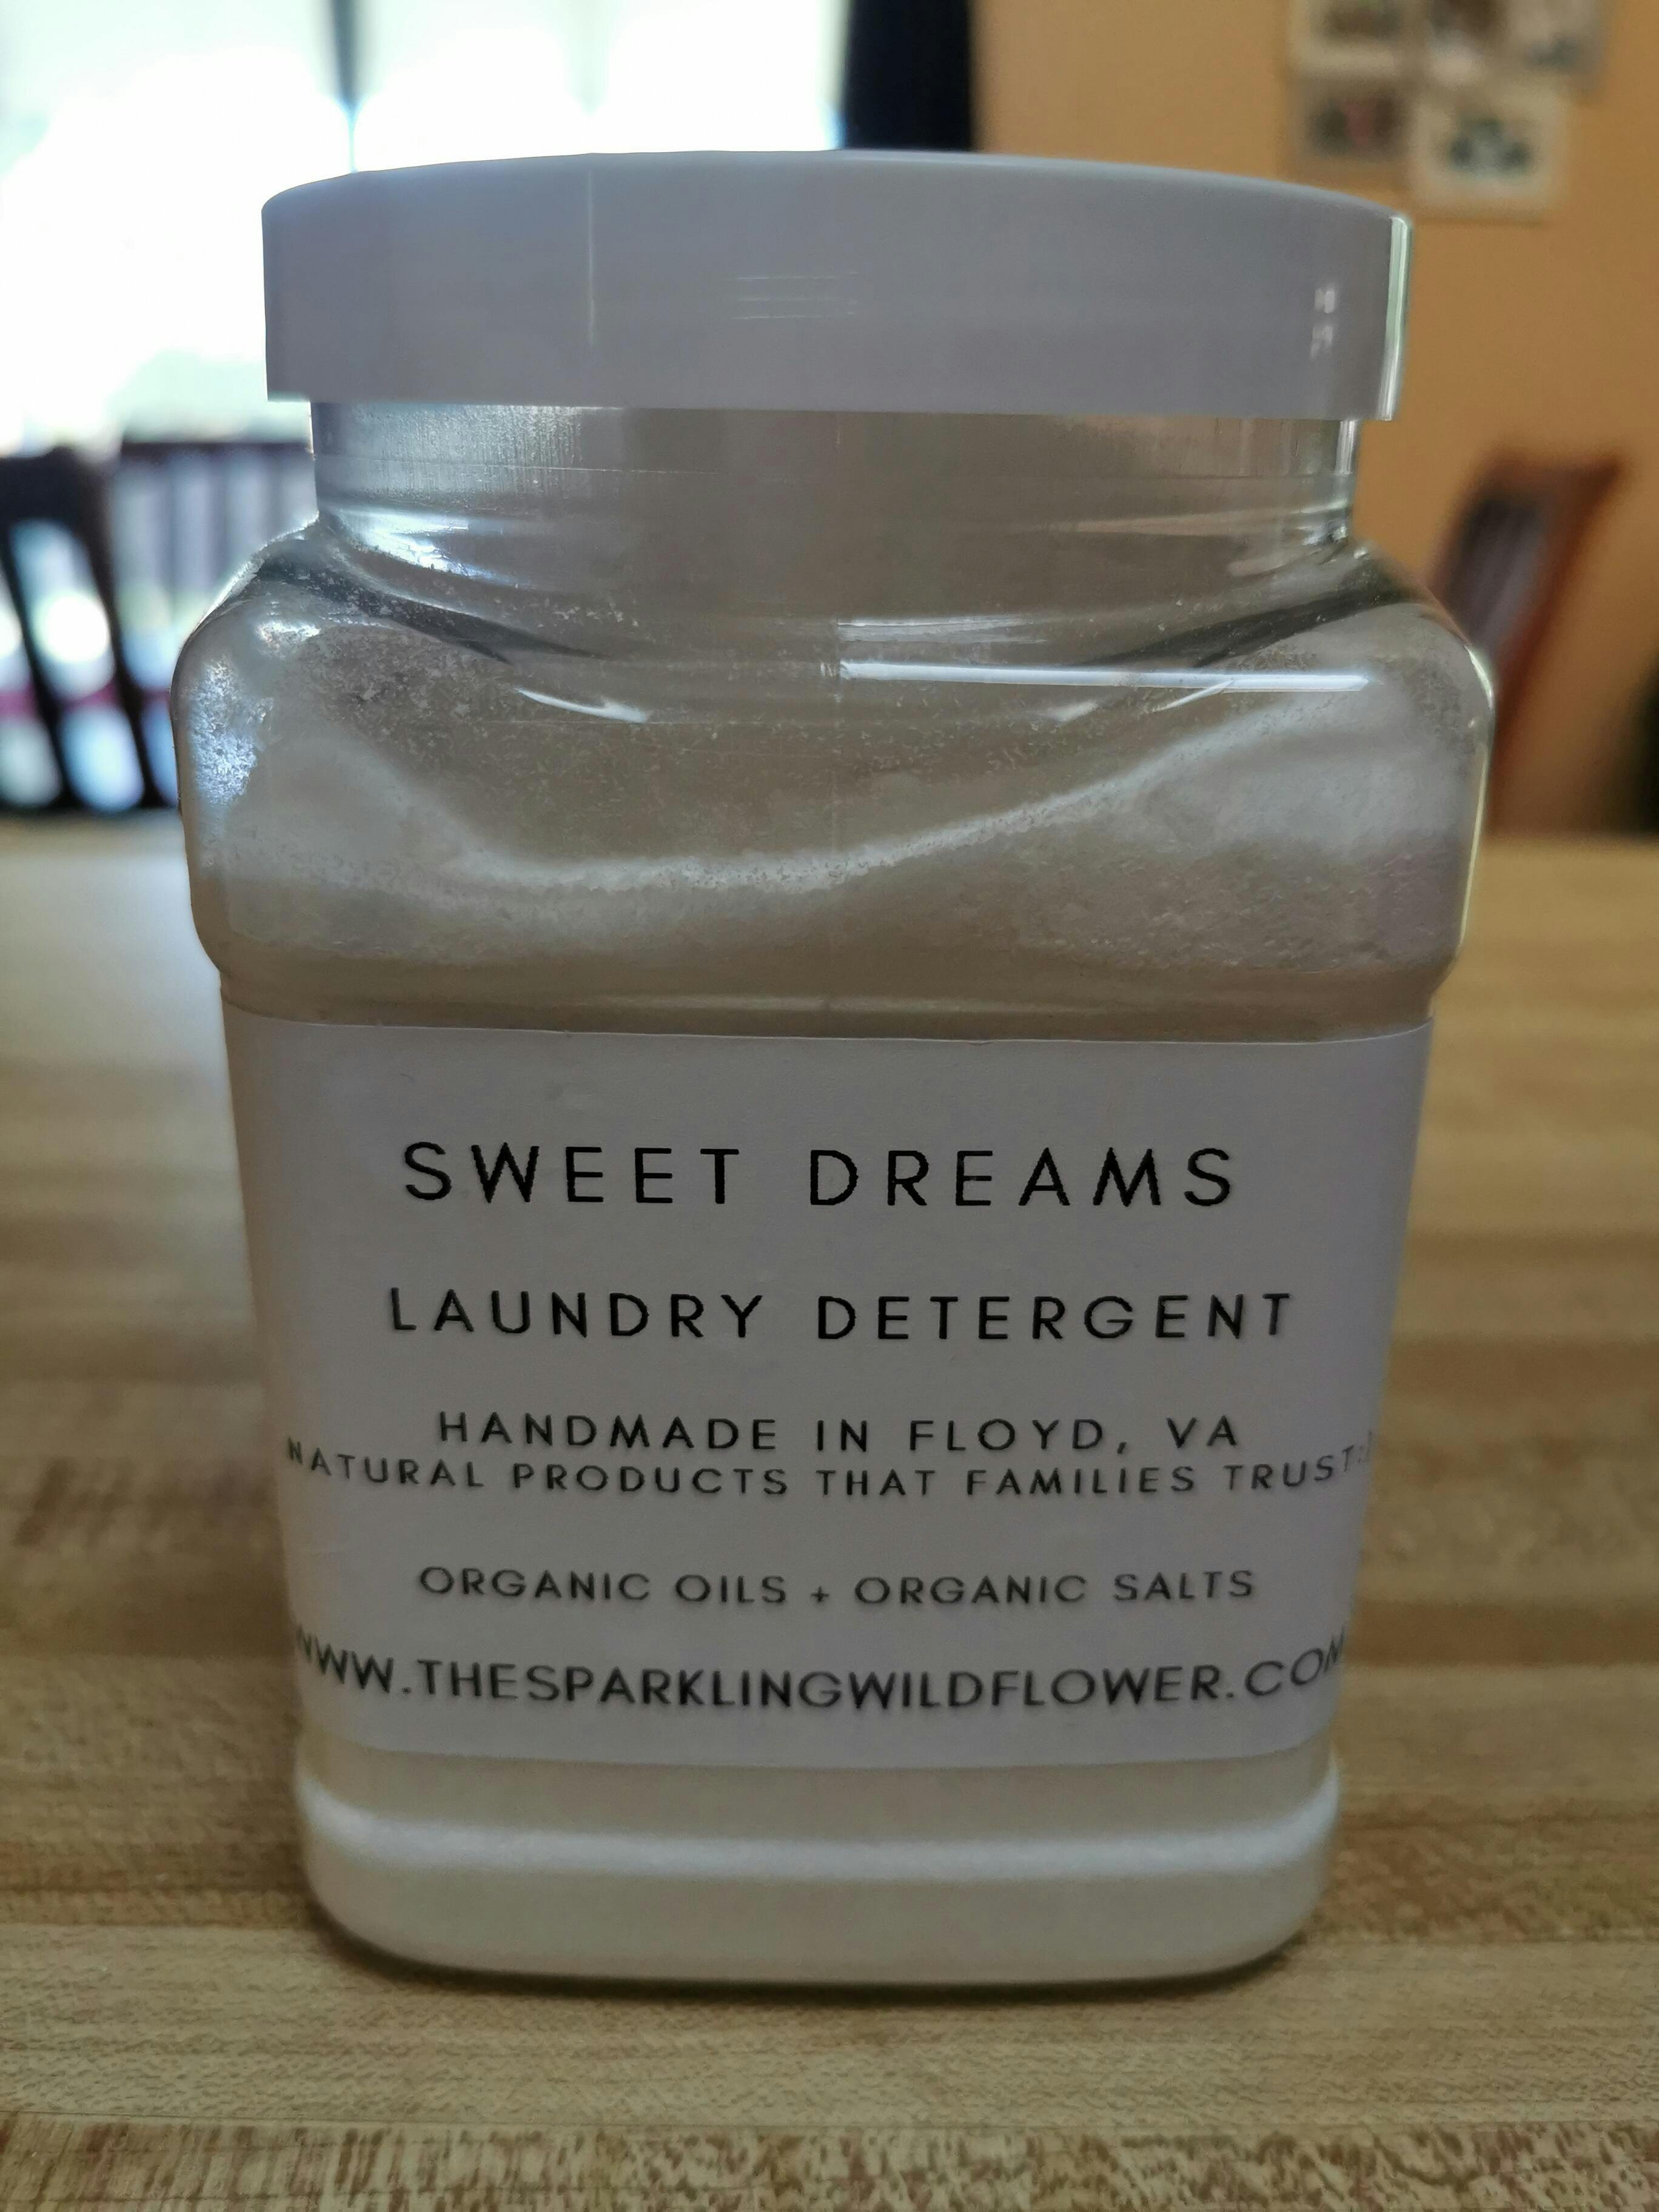 SWEET DREAMS
LAUNDRY DETERGENT
HANDMADE IN FLOYD, VA
NATURAL PRODUCTS THAT FAMILIES TRUST:)
ORGANIC OILS + ORGANIC SALTS
WWW.THESPARKLINGWILDFLOWER.COM